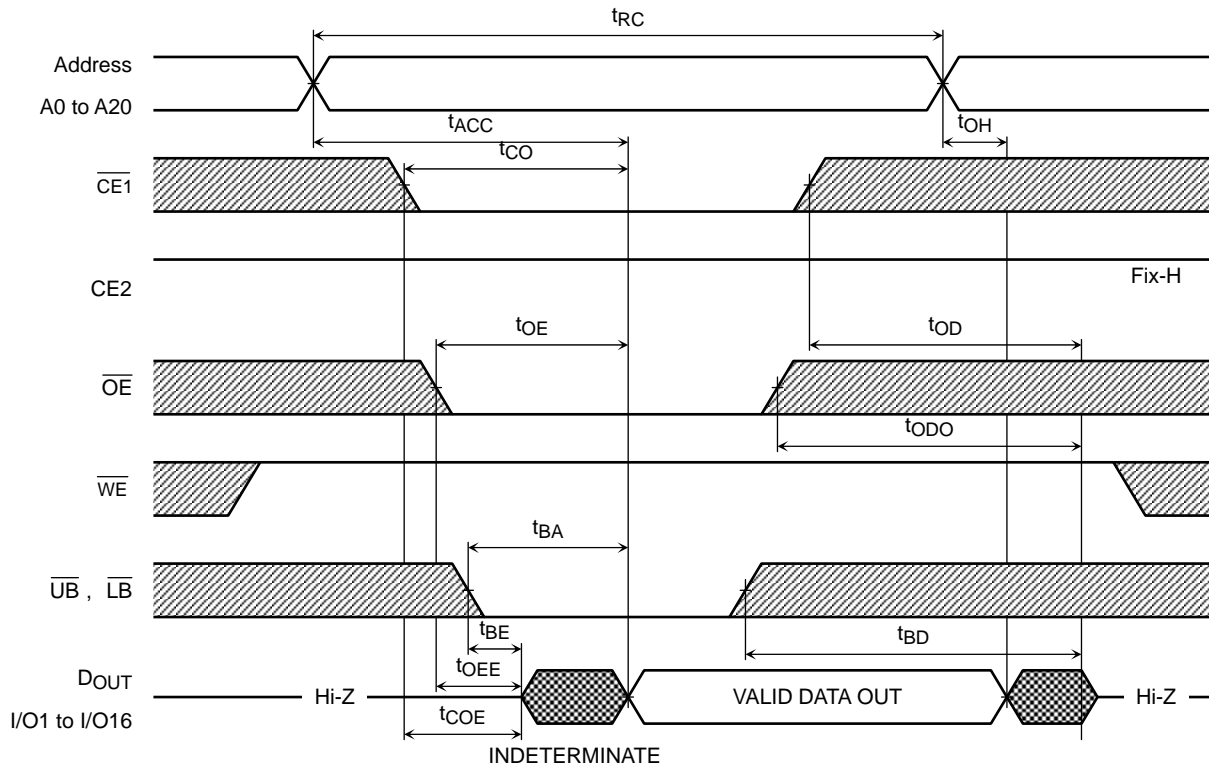 tRC
Address
A0 to A20
tACC
tOH
tCO
CE1
CE2
Fix-H
tOE
tOD
OE
tODO
WE
tBA
UB , LB
tBE
tBD
DOUT
tOEE
Hi-Z
VALID DATA OUT
Hi-Z
I/O1 to I/O16
tCOE
INDETERMINATE